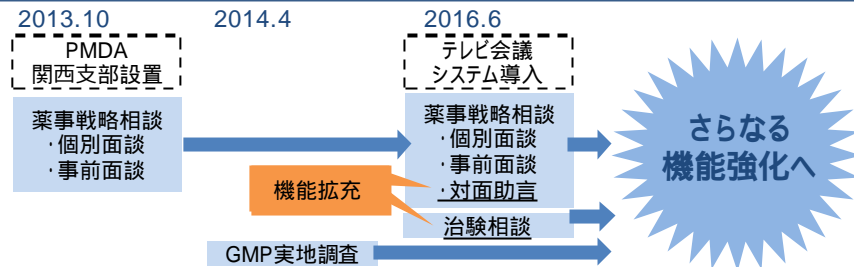 2013.10
2014.4
2016.6
PMDA
関西支部設置
テレビ会議
システム導入
薬事戦略相談
・個別面談
・事前面談
薬事戦略相談
・個別面談
・事前面談
・対面助言
機能拡充
治験相談
GMP実地調査
さらなる
機能強化へ